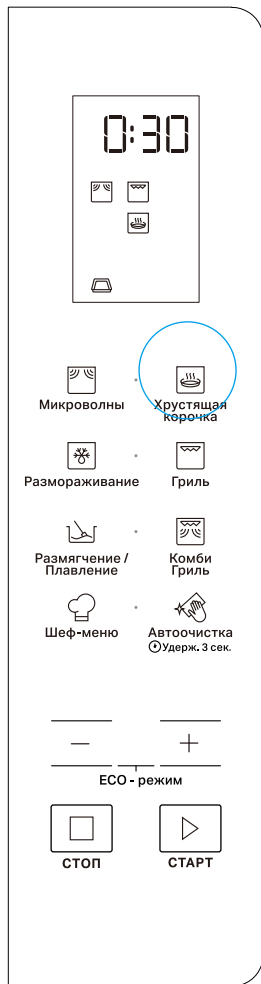 0:30
Микроволны
Хрустящая
корочка
Размораживание
Гриль
Размягчение /
Плавление
Комби
Гриль
Шеф-меню
Автоочистка
Удерж. 3 сек.
− +
ECO - режим
СТОП
СТАРТ